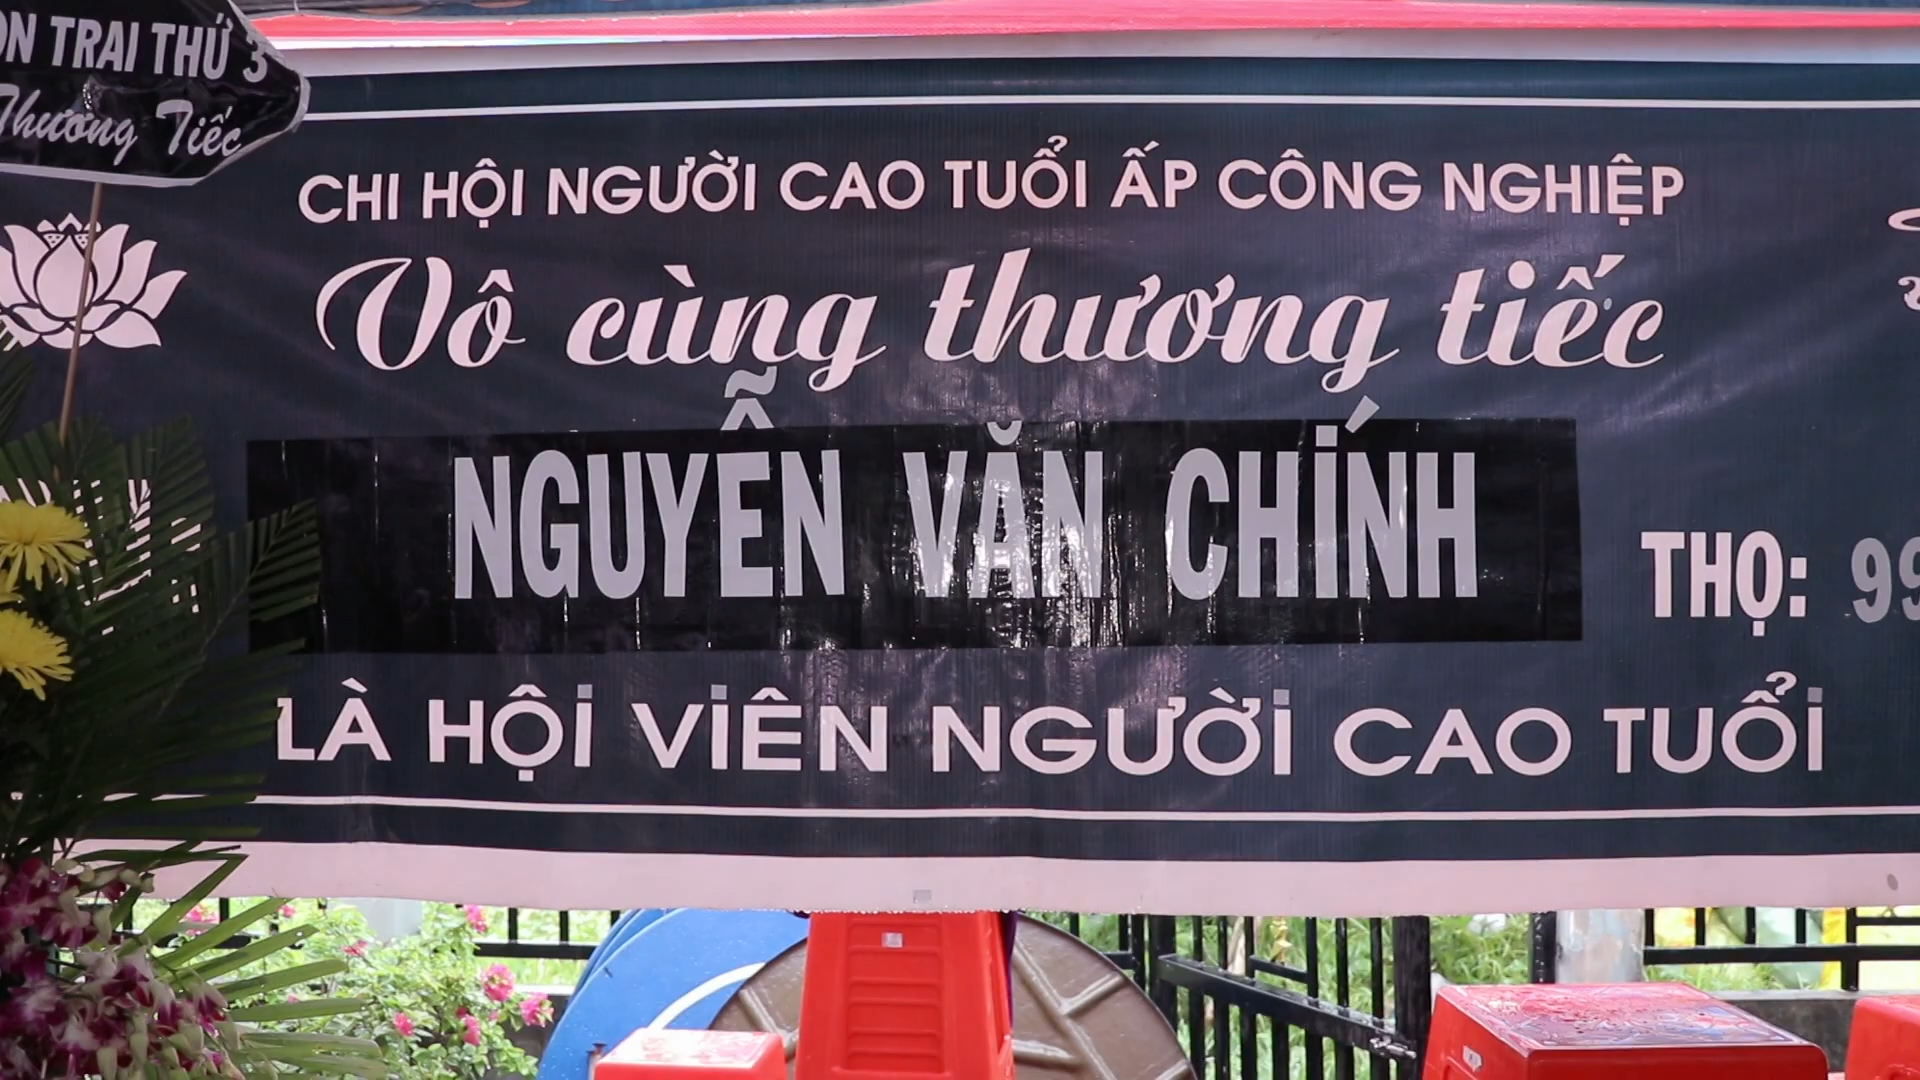 TRAI THỨ 3
Thương Tiếc
CHI HỘI NGƯỜI CAO TUỔI ẤP CÔNG NGHIỆP
Vô cùng thương tiếc
NGUYỄN VĂN CHÍNH
THỌ: 99
LÀ HỘI VIÊN NGƯỜI CAO TUỔI